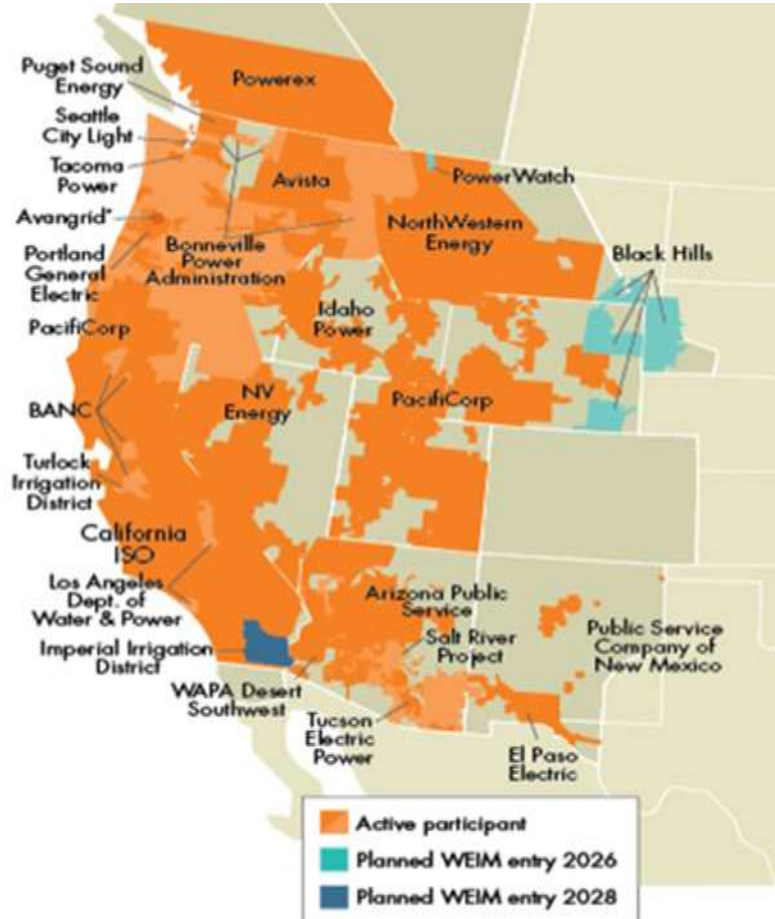 Puget Sound
Energy
Powerex
Seattle
City Light
Tacoma
Power
Avista
PowerWatch
Avangrid*
NorthWestern
Energy
Bonneville
Power
Administration
Black Hills
Portland
General
Electric
Idaho
Power
PacifiCorp
NV
Energy
PacifiCorp
BANC
Turlock
Irrigation
District
California
ISO
Los Angeles
Dept. of
Water & Power
Arizona Public
Service
Salt River
Project
Public Service
Company of
New Mexico
Imperial Irrigation
District
WAPA Desert
Southwest
Tucson
Electric
Power
El Paso
Electric
Active participant
Planned WEIM entry 2026
Planned WEIM entry 2028